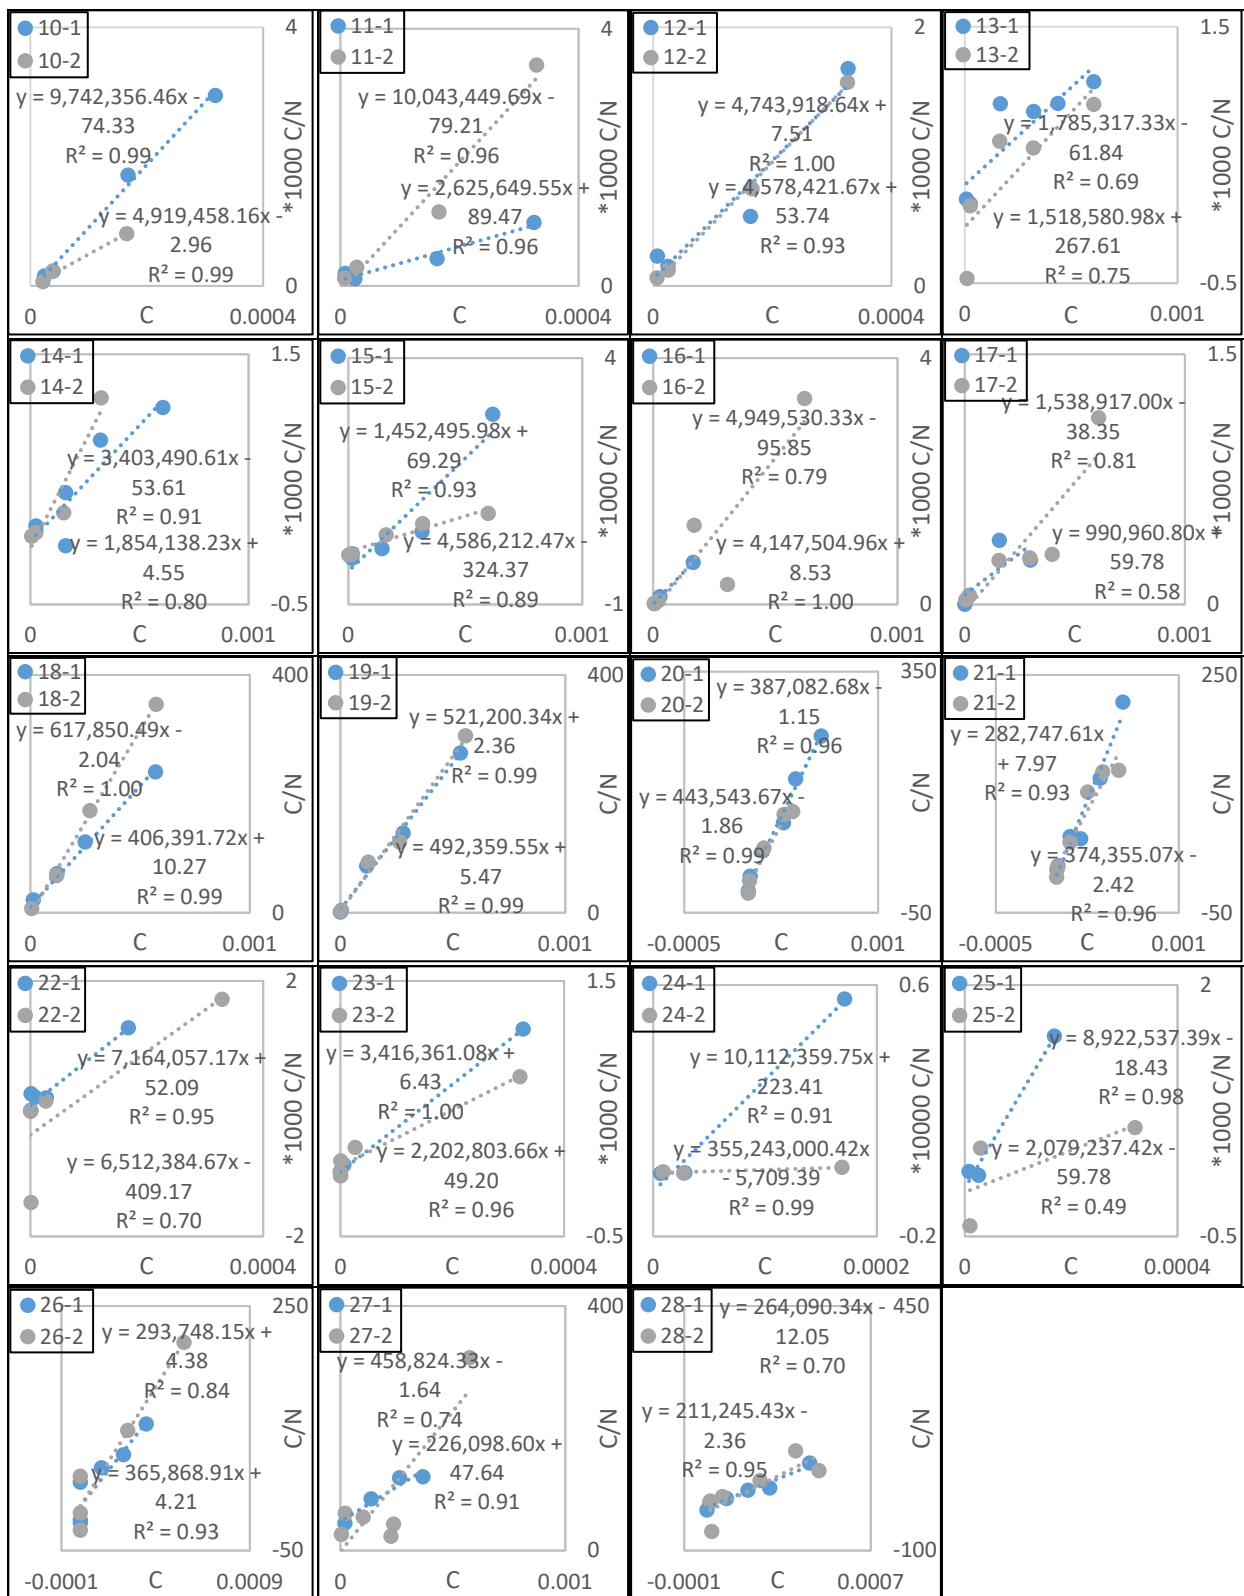 10-1
10-2
y = 9,742,356.46x -
74.33
R² = 0.99
y = 4,919,458.16x -
2.96
R² = 0.99
4
0
*1000 C/N
0
C
0.0004
11-1
11-2
y = 10,043,449.69x -
79.21
R² = 0.96
y = 2,625,649.55x +
89.47
R² = 0.96
4
0
*1000 C/N
0
C
0.0004
12-1
12-2
y = 4,743,918.64x +
7.51
R² = 1.00
y = 4,578,421.67x +
53.74
R² = 0.93
2
0
*1000 C/N
0
C
0.0004
13-1
13-2
y = 1,785,317.33x -
61.84
R² = 0.69
y = 1,518,580.98x +
267.61
R² = 0.75
1.5
-0.5
*1000 C/N
0
C
0.001
14-1
14-2
y = 3,403,490.61x -
53.61
R² = 0.91
y = 1,854,138.23x +
4.55
R² = 0.80
1.5
-0.5
*1000 C/N
0
C
0.001
15-1
15-2
y = 1,452,495.98x +
69.29
R² = 0.93
y = 4,586,212.47x -
324.37
R² = 0.89
4
-1
*1000 C/N
0
C
0.001
16-1
16-2
y = 4,949,530.33x -
95.85
R² = 0.79
y = 4,147,504.96x +
8.53
R² = 1.00
4
0
*1000 C/N
0
C
0.001
17-1
17-2
y = 1,538,917.00x -
38.35
R² = 0.81
y = 990,960.80x +
59.78
R² = 0.58
1.5
0
*1000 C/N
0
C
0.001
18-1
18-2
y = 617,850.49x -
2.04
R² = 1.00
y = 406,391.72x +
10.27
R² = 0.99
400
0
C/N
0
C
0.001
19-1
19-2
y = 521,200.34x +
2.36
R² = 0.99
y = 492,359.55x +
5.47
R² = 0.99
400
0
C/N
0
C
0.001
20-1
20-2
y = 387,082.68x -
1.15
R² = 0.96
y = 443,543.67x -
1.86
R² = 0.99
350
-50
C/N
-0.0005
C
0.001
21-1
21-2
y = 282,747.61x
+ 7.97
R² = 0.93
y = 374,355.07x -
2.42
R² = 0.96
250
-50
C/N
-0.0005
C
0.001
22-1
22-2
y = 7,164,057.17x +
52.09
R² = 0.95
y = 6,512,384.67x -
409.17
R² = 0.70
2
-2
*1000 C/N
0
C
0.0004
23-1
23-2
y = 3,416,361.08x +
6.43
R² = 1.00
y = 2,202,803.66x +
49.20
R² = 0.96
1.5
-0.5
*1000 C/N
0
C
0.0004
24-1
24-2
y = 10,112,359.75x +
223.41
R² = 0.91
y = 355,243,000.42x
- 5,709.39
R² = 0.99
0.6
-0.2
*10000 C/N
0
C
0.0002
25-1
25-2
y = 8,922,537.39x -
18.43
R² = 0.98
y = 2,079,237.42x -
59.78
R² = 0.49
2
-0.5
*1000 C/N
0
C
0.0004
26-1
26-2
y = 293,748.15x +
4.38
R² = 0.84
y = 365,868.91x +
4.21
R² = 0.93
250
-50
C/N
-0.0001
C
0.0009
27-1
27-2
y = 458,824.33x -
1.64
R² = 0.74
y = 226,098.60x +
47.64
R² = 0.91
400
0
C/N
0
C
0.001
28-1
28-2
y = 264,090.34x -
12.05
R² = 0.70
y = 211,245.43x -
2.36
R² = 0.95
450
-100
C/N
-0.0001
C
0.0007